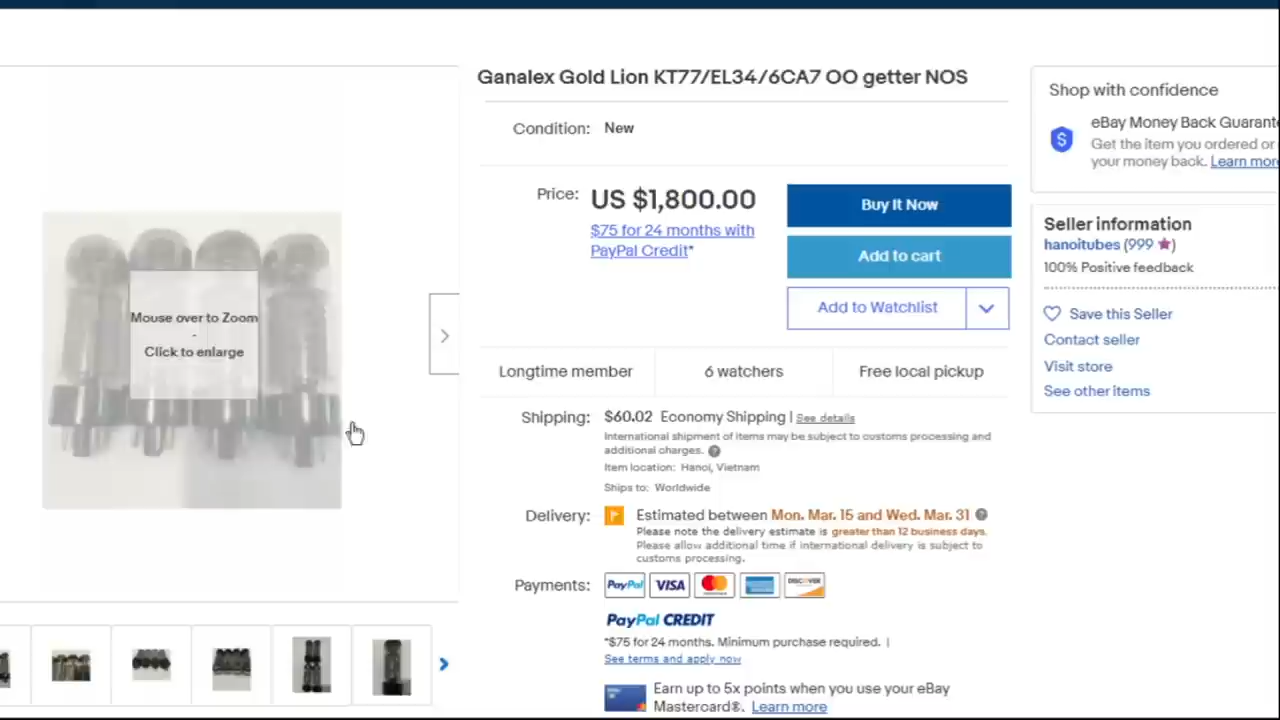 Ganalex Gold Lion KT77/EL34/6CA7 OO getter NOS
Condition: New
Price: US $1,800.00
$75 for 24 months with
PayPal Credit*
Buy It Now
Add to cart
Add to Watchlist
Mouse over to Zoom
-
Click to enlarge
Longtime member
6 watchers
Free local pickup
Shipping: $60.02 Economy Shipping | See details
International shipment of items may be subject to customs processing and
additional charges. ?
Item location: Hanoi, Vietnam
Ships to: Worldwide
Delivery: Estimated between Mon. Mar. 15 and Wed. Mar. 31 ?
Please note the delivery estimate is greater than 12 business days.
Please allow additional time if international delivery is subject to
customs processing.
Payments: PayPal VISA DISCOVER
PayPal CREDIT
*$75 for 24 months. Minimum purchase required. |
See terms and apply now
Earn up to 5x points when you use your eBay
Mastercard®. Learn more
Shop with confidence
$
eBay Money Back Guarante
Get the item you ordered or
your money back. Learn mor
Seller information
hanoitubes (999 ★)
100% Positive feedback
Save this Seller
Contact seller
Visit store
See other items